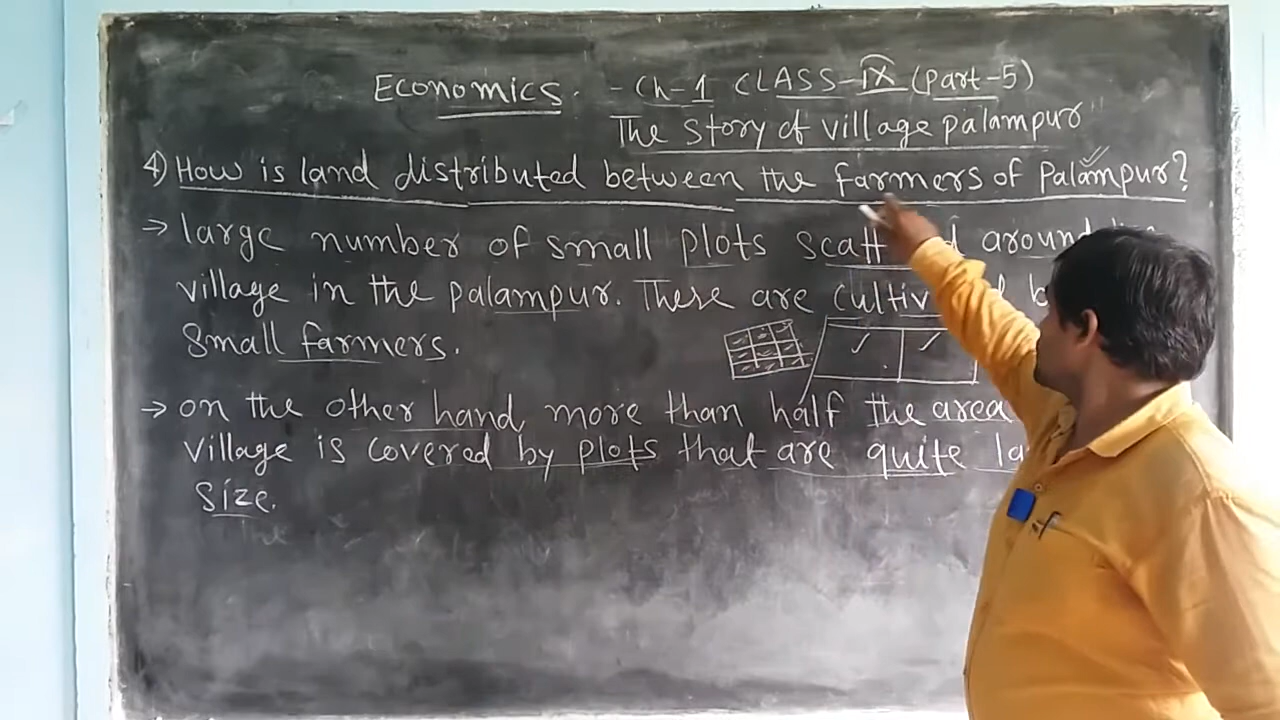 Economics. - Ch-1 CLASS-IX (Part-5)
The Story of village palampur"
4) How is land distributed between the farmers of Palampur?
→ large number of small plots around
village in the palampur. These are
Small farmers.
→ on the other hand more than half the area
village is covered by plots that are quite
Size.